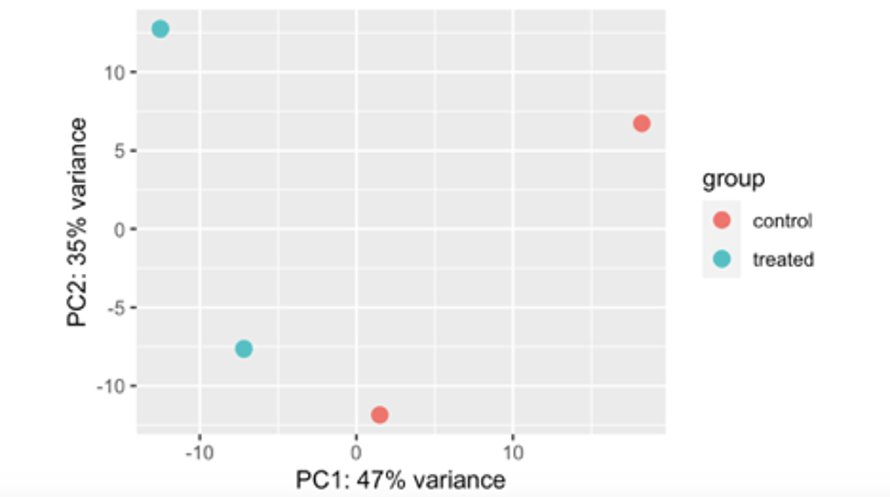 10
5
0
-5
-10
PC2: 35% variance
-10 0 10
PC1: 47% variance
group
control
treated